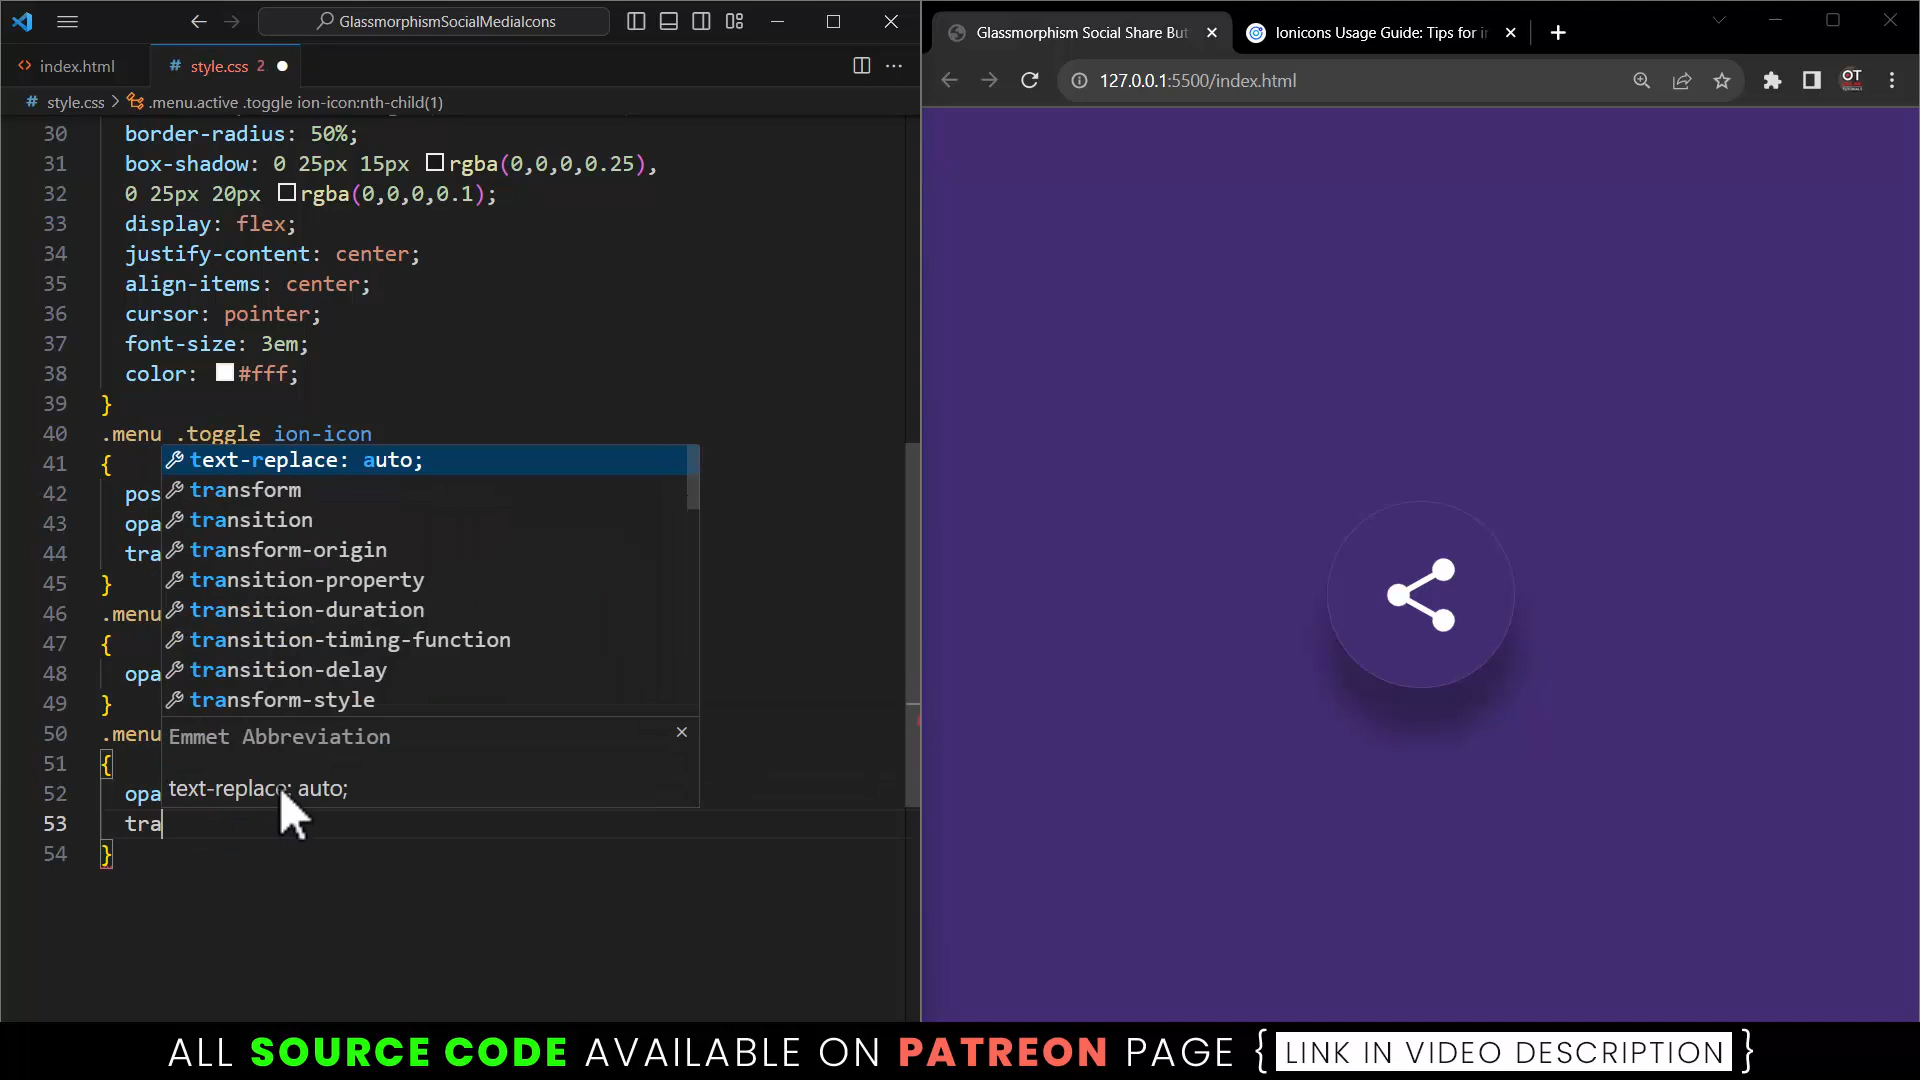 GlassmorphismSocialMediaIcons
index.html
# style.css 2
# style.css > .menu.active .toggle ion-icon:nth-child(1)
30 border-radius: 50%;
31 box-shadow: 0 25px 15px rgba(0,0,0,0.25),
32 0 25px 20px rgba(0,0,0,0.1);
33 display: flex;
34 justify-content: center;
35 align-items: center;
36 cursor: pointer;
37 font-size: 3em;
38 color: #fff;
39 }
40 .menu .toggle ion-icon
41 {
42 pos
43 opa
44 tra
45 }
46 .menu
47 {
48 opa
49 }
50 .menu
51 {
52 opa
53 tra
54 }
text-replace: auto;
transform
transition
transform-origin
transition-property
transition-duration
transition-timing-function
transition-delay
transform-style
Emmet Abbreviation
text-replace: auto;
Glassmorphism Social Share But
Ionicons Usage Guide: Tips for i
127.0.0.1:5500/index.html
OT
ALL SOURCE CODE AVAILABLE ON PATREON PAGE { LINK IN VIDEO DESCRIPTION }